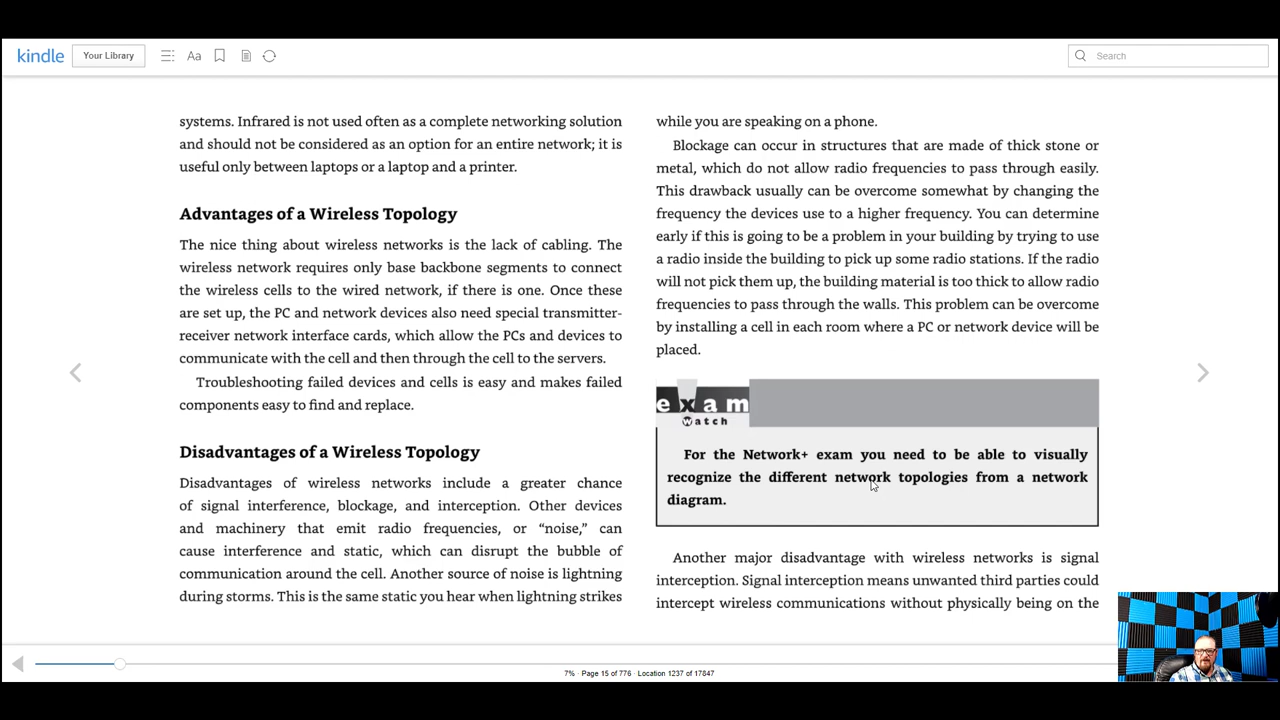 kindle
Your Library
Aa
Search
systems. Infrared is not used often as a complete networking solution
and should not be considered as an option for an entire network; it is
useful only between laptops or a laptop and a printer.
Advantages of a Wireless Topology
The nice thing about wireless networks is the lack of cabling. The
wireless network requires only base backbone segments to connect
the wireless cells to the wired network, if there is one. Once these
are set up, the PC and network devices also need special transmitter-
receiver network interface cards, which allow the PCs and devices to
communicate with the cell and then through the cell to the servers.
Troubleshooting failed devices and cells is easy and makes failed
components easy to find and replace.
Disadvantages of a Wireless Topology
Disadvantages of wireless networks include a greater chance
of signal interference, blockage, and interception. Other devices
and machinery that emit radio frequencies, or “noise,” can
cause interference and static, which can disrupt the bubble of
communication around the cell. Another source of noise is lightning
during storms. This is the same static you hear when lightning strikes
while you are speaking on a phone.
Blockage can occur in structures that are made of thick stone or
metal, which do not allow radio frequencies to pass through easily.
This drawback usually can be overcome somewhat by changing the
frequency the devices use to a higher frequency. You can determine
early if this is going to be a problem in your building by trying to use
a radio inside the building to pick up some radio stations. If the radio
will not pick them up, the building material is too thick to allow radio
frequencies to pass through the walls. This problem can be overcome
by installing a cell in each room where a PC or network device will be
placed.
exam
watch
For the Network+ exam you need to be able to visually
recognize the different network topologies from a network
diagram.
Another major disadvantage with wireless networks is signal
interception. Signal interception means unwanted third parties could
intercept wireless communications without physically being on the
7% · Page 15 of 776 · Location 1237 of 17847